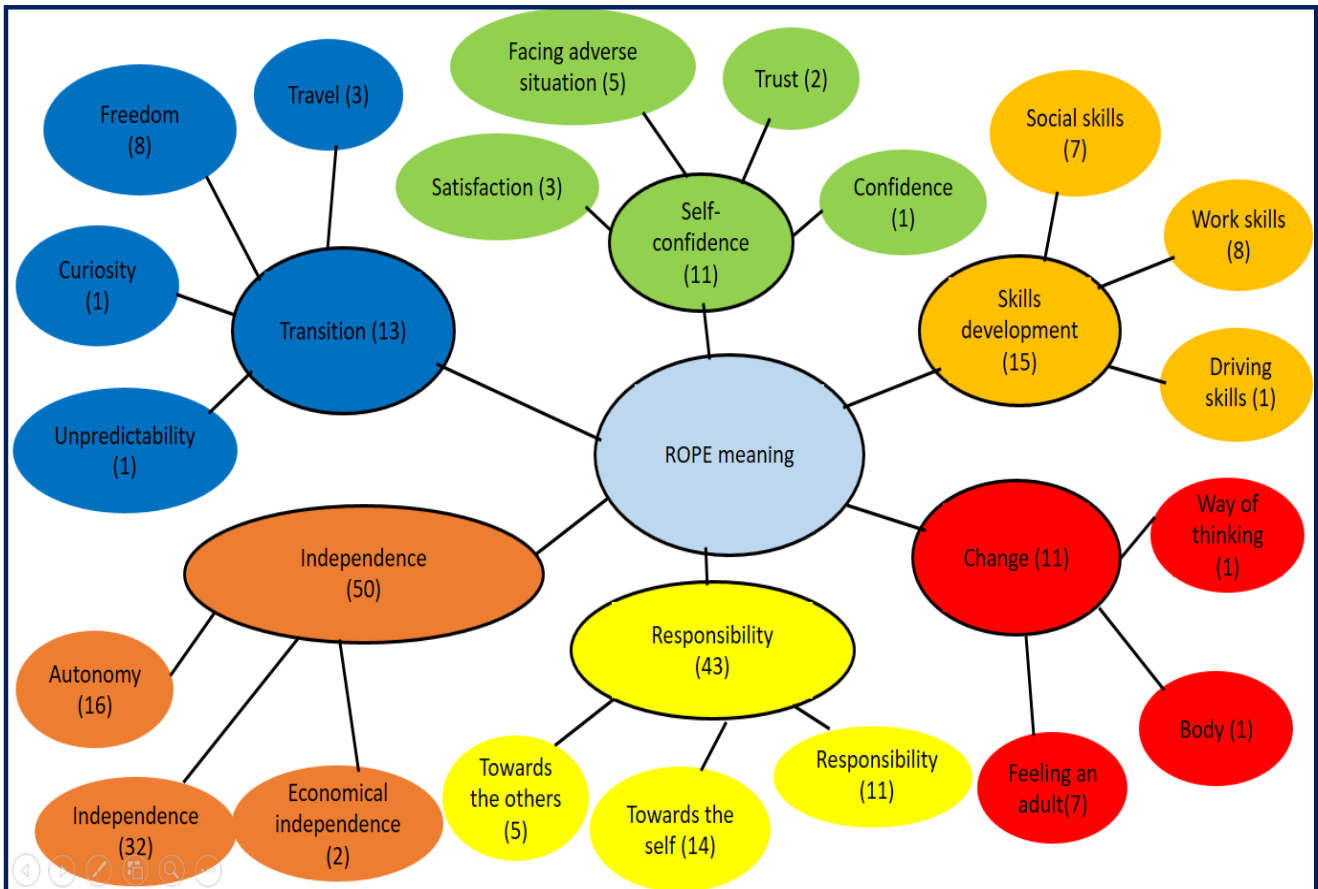 Freedom
(8)
Travel (3)
Curiosity
(1)
Unpredictability
(1)
Transition (13)
Facing adverse
situation (5)
Trust (2)
Satisfaction (3)
Confidence
(1)
Self-
confidence
(11)
Social skills
(7)
Work skills
(8)
Driving
skills (1)
Skills
development
(15)
ROPE meaning
Independence
(50)
Autonomy
(16)
Independence
(32)
Economical
independence
(2)
Responsibility
(43)
Towards
the others
(5)
Towards the
self (14)
Responsibility
(11)
Change (11)
Way of
thinking
(1)
Body (1)
Feeling an
adult(7)